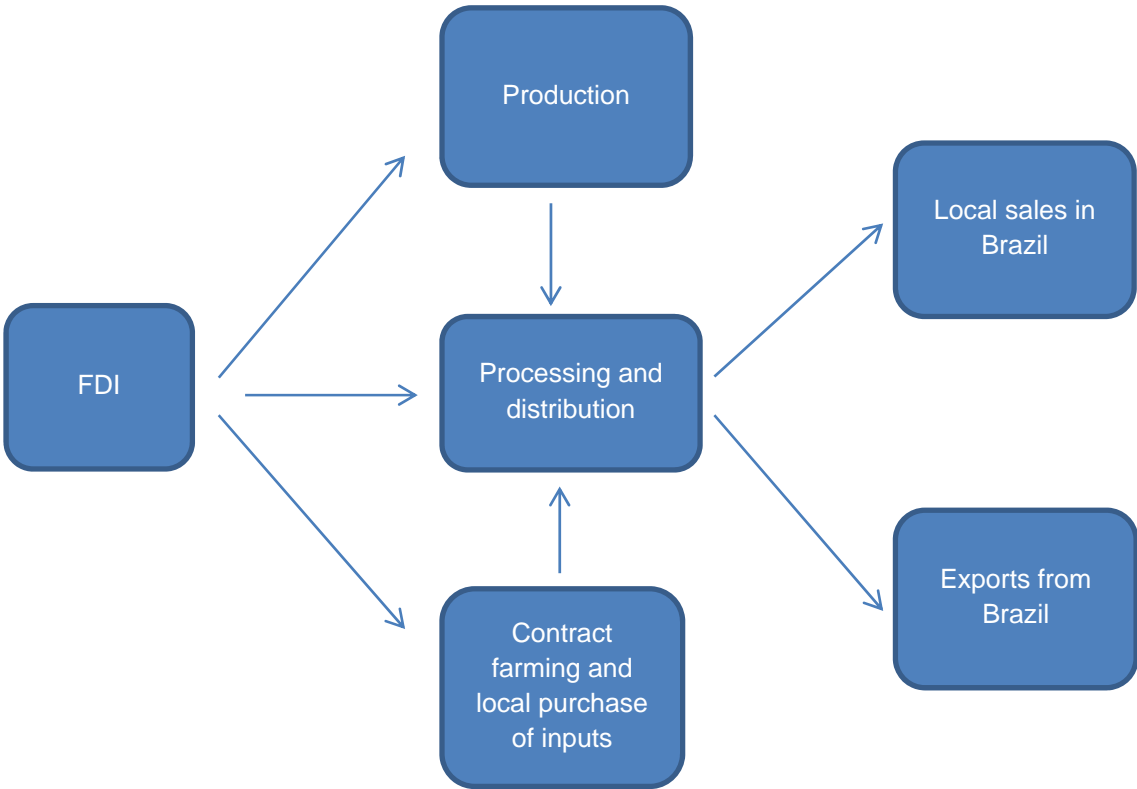 Production
Local sales in
Brazil
FDI
Processing and
distribution
Exports from
Brazil
Contract
farming and
local purchase
of inputs